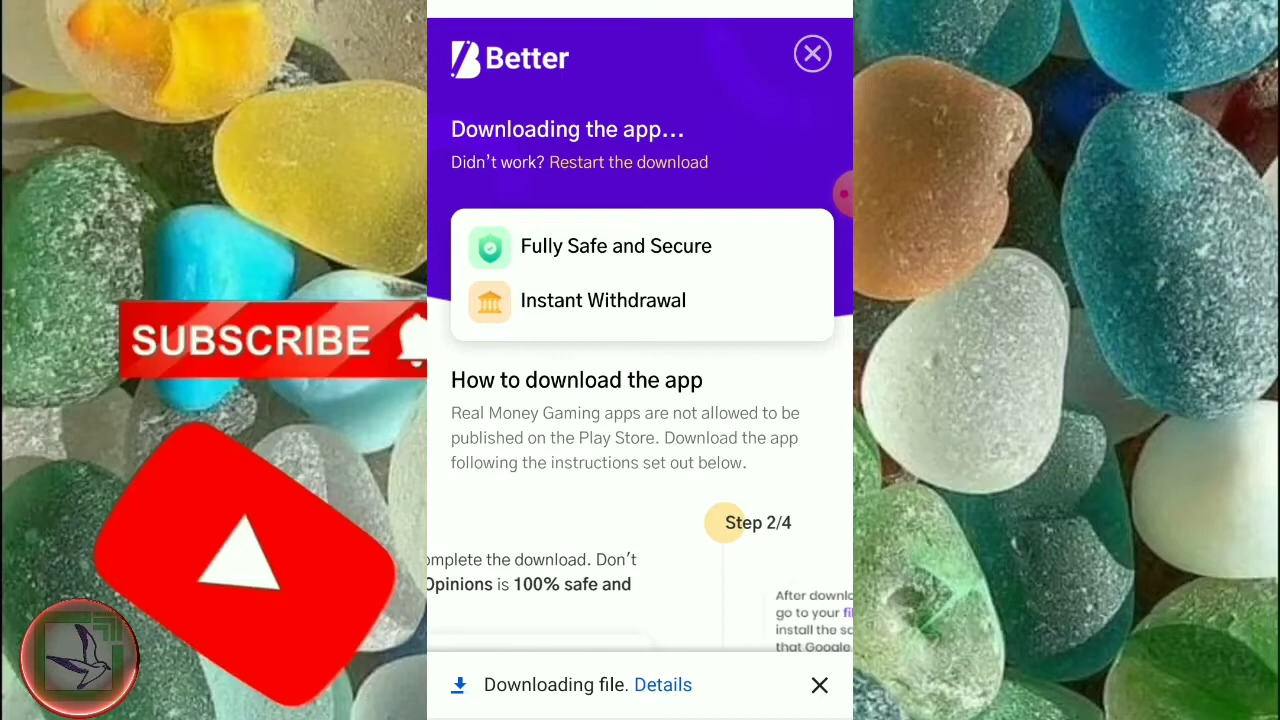 Better
Downloading the app...
Didn't work? Restart the download
Fully Safe and Secure
Instant Withdrawal
SUBSCRIBE
How to download the app
Real Money Gaming apps are not allowed to be
published on the Play Store. Download the app
following the instructions set out below.
Step 2/4
omplete the download. Don't
Opinions is 100% safe and
After downlo
go to your fi
install the sa
that Google
Downloading file. Details